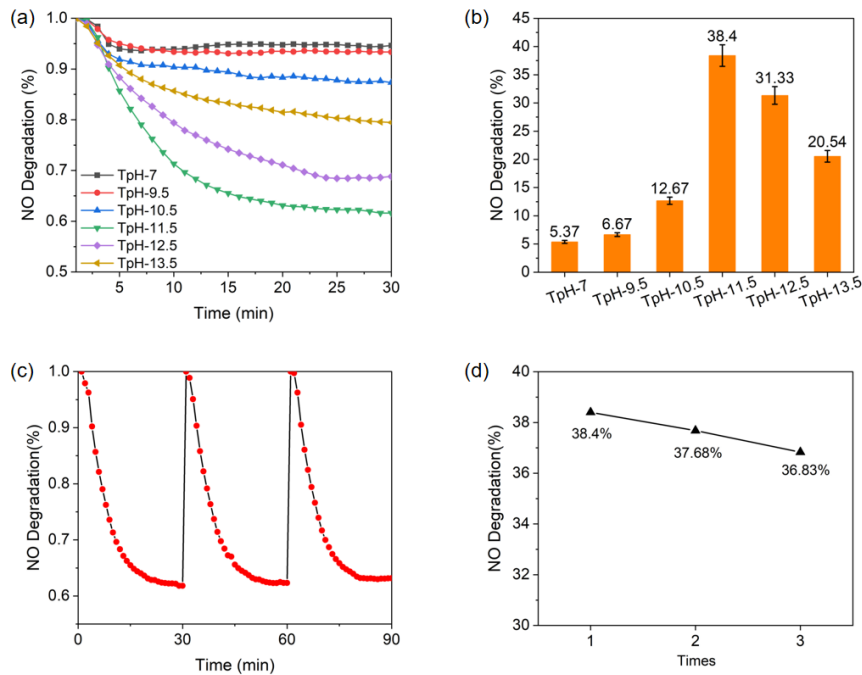 (a)
NO Degradation (%)
1.0
0.9
0.8
0.7
0.6
0.5
TpH-7
TpH-9.5
TpH-10.5
TpH-11.5
TpH-12.5
TpH-13.5
5 10 15 20 25 30
Time (min)
(b)
NO Degradation (%)
45
40
35
30
25
20
15
10
5
0
5.37
6.67
12.67
38.4
31.33
20.54
TpH-7
TpH-9.5
TpH-10.5
TpH-11.5
TpH-12.5
TpH-13.5
(c)
NO Degradation(%)
1.0
0.9
0.8
0.7
0.6
0 30 60 90
Time (min)
(d)
NO Degradation(%)
40
38
36
34
32
30
38.4%
37.68%
36.83%
1 2 3
Times